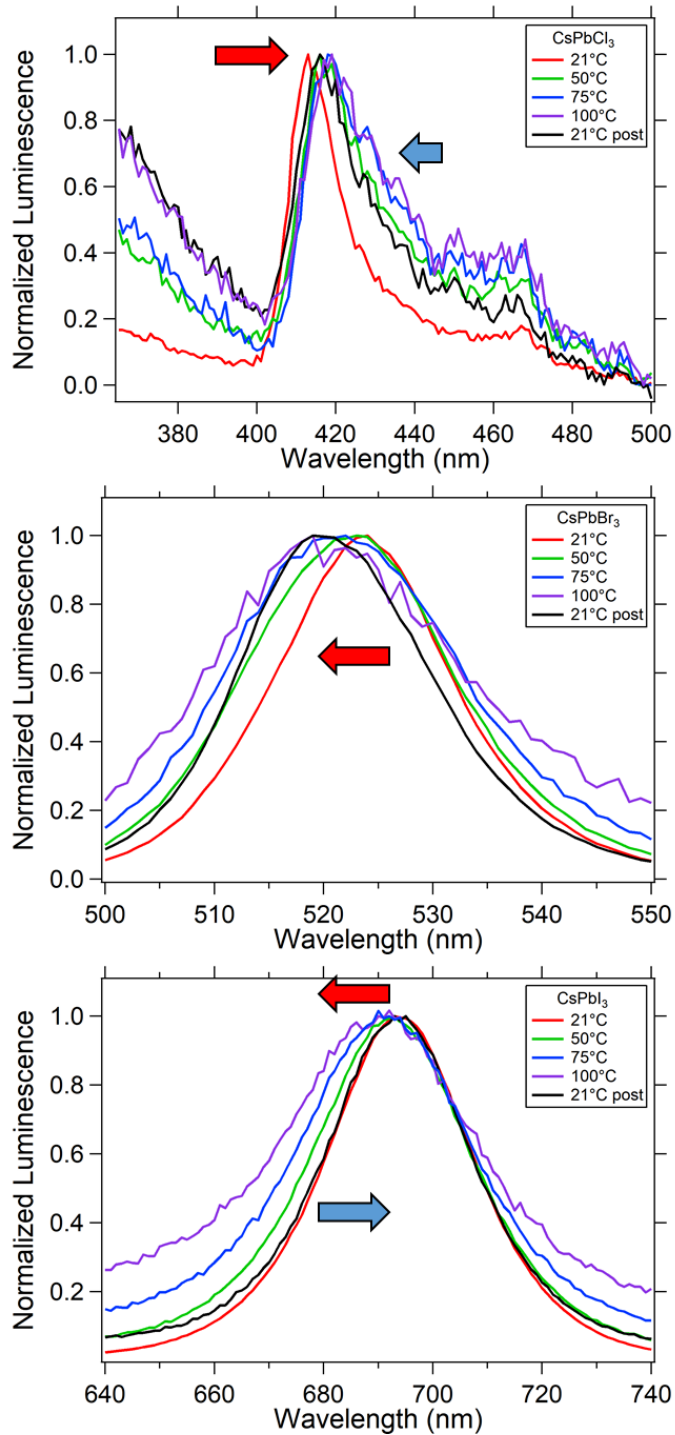 CsPbCl₃
21°C
50°C
75°C
100°C
21°C post
1.0
0.8
0.6
0.4
0.2
0.0
Normalized Luminescence
380 400 420 440 460 480 500
Wavelength (nm)
CsPbBr₃
21°C
50°C
75°C
100°C
21°C post
1.0
0.8
0.6
0.4
0.2
0.0
Normalized Luminescence
500 510 520 530 540 550
Wavelength (nm)
CsPbI₃
21°C
50°C
75°C
100°C
21°C post
1.0
0.8
0.6
0.4
0.2
Normalized Luminescence
640 660 680 700 720 740
Wavelength (nm)